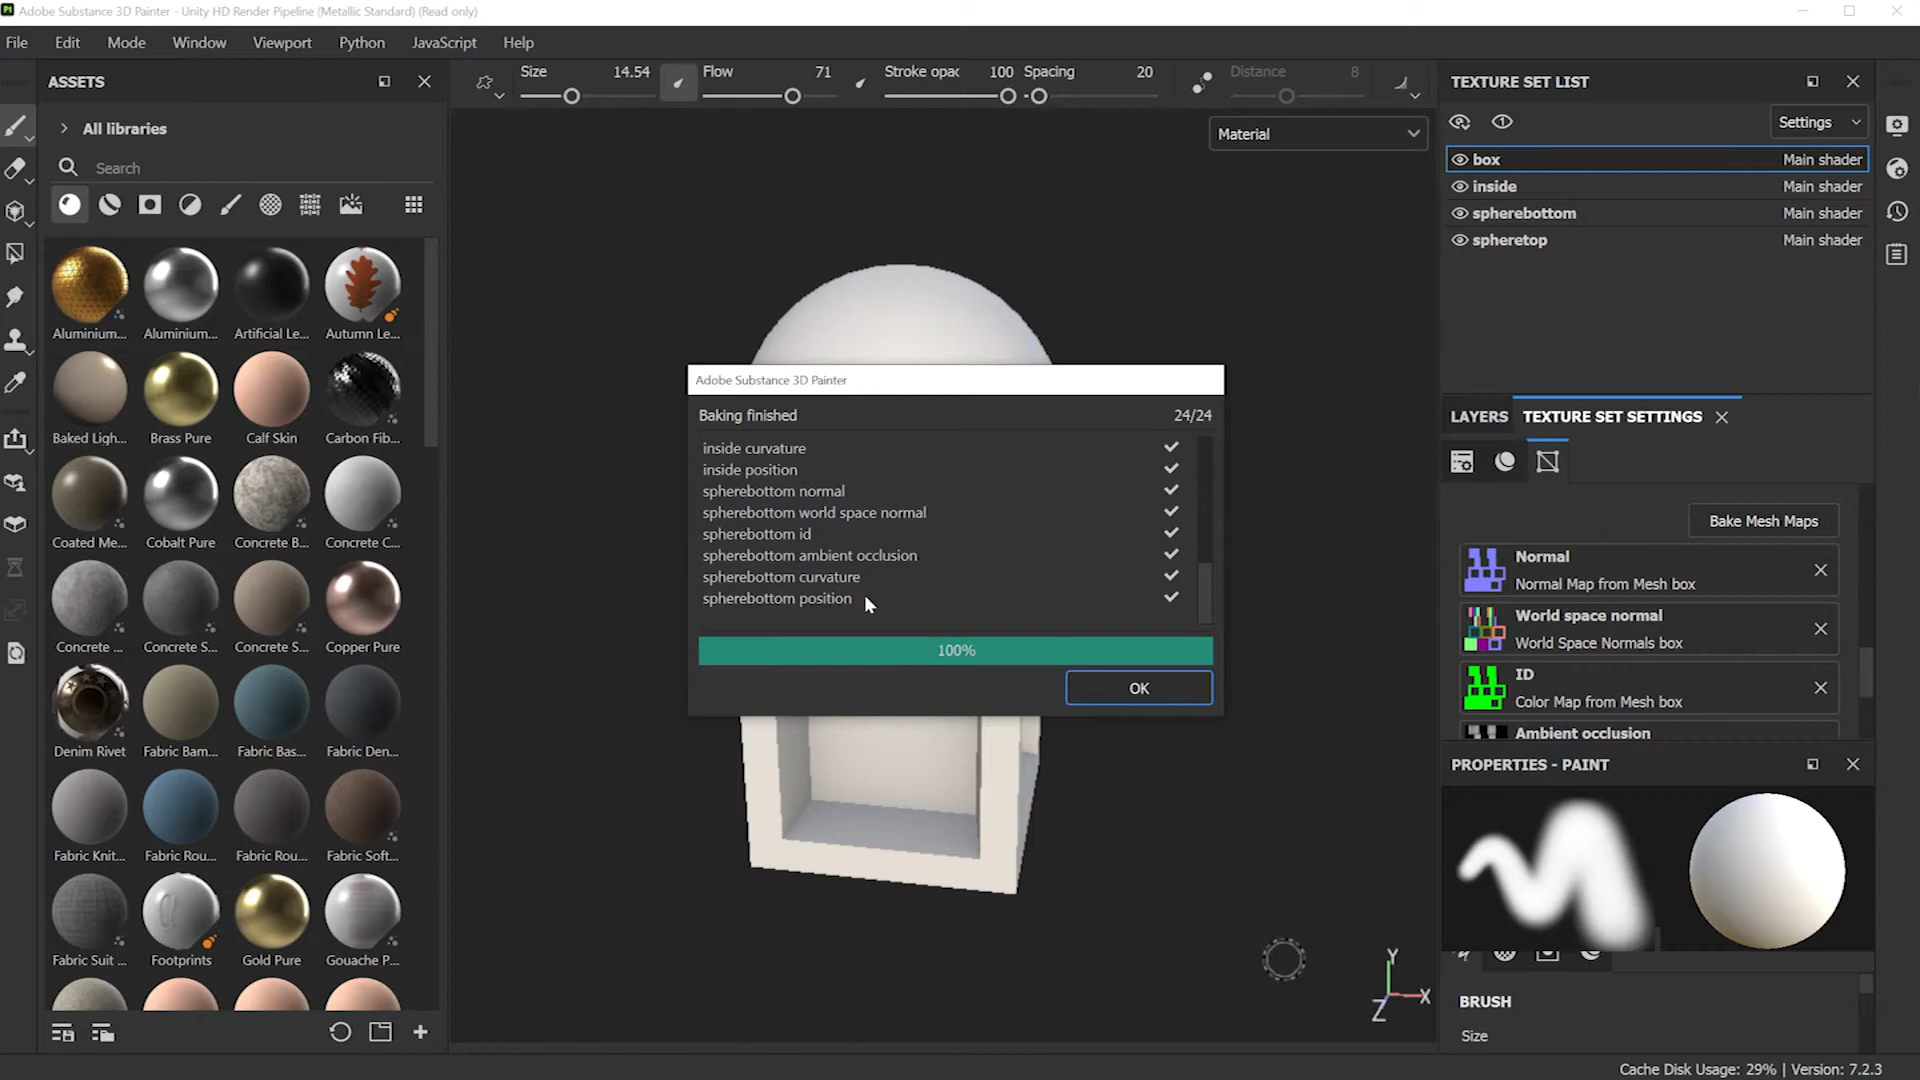 Adobe Substance 3D Painter - Unity HD Render Pipeline (Metallic Standard) (Read only)
File Edit Mode Window Viewport Python JavaScript Help
ASSETS
All libraries
Search
Aluminium... Aluminium... Artificial Le... Autumn Le...
Baked Ligh... Brass Pure Calf Skin Carbon Fib...
Coated Me... Cobalt Pure Concrete B... Concrete C...
Concrete ... Concrete S... Concrete S... Copper Pure
Denim Rivet Fabric Bam... Fabric Bas... Fabric Den...
Fabric Knit... Fabric Rou... Fabric Rou... Fabric Soft...
Fabric Suit ... Footprints Gold Pure Gouache P...
Size 14.54 Flow 71 Stroke opac 100 Spacing 20 Distance 8
Material
Adobe Substance 3D Painter
Baking finished 24/24
inside curvature
inside position
spherebottom normal
spherebottom world space normal
spherebottom id
spherebottom ambient occlusion
spherebottom curvature
spherebottom position
100%
OK
Y
X
Z
TEXTURE SET LIST
Settings
box Main shader
inside Main shader
spherebottom Main shader
spheretop Main shader
LAYERS TEXTURE SET SETTINGS
Bake Mesh Maps
Normal
Normal Map from Mesh box
World space normal
World Space Normals box
ID
Color Map from Mesh box
Ambient occlusion
PROPERTIES - PAINT
BRUSH
Size
Cache Disk Usage: 29% | Version: 7.2.3